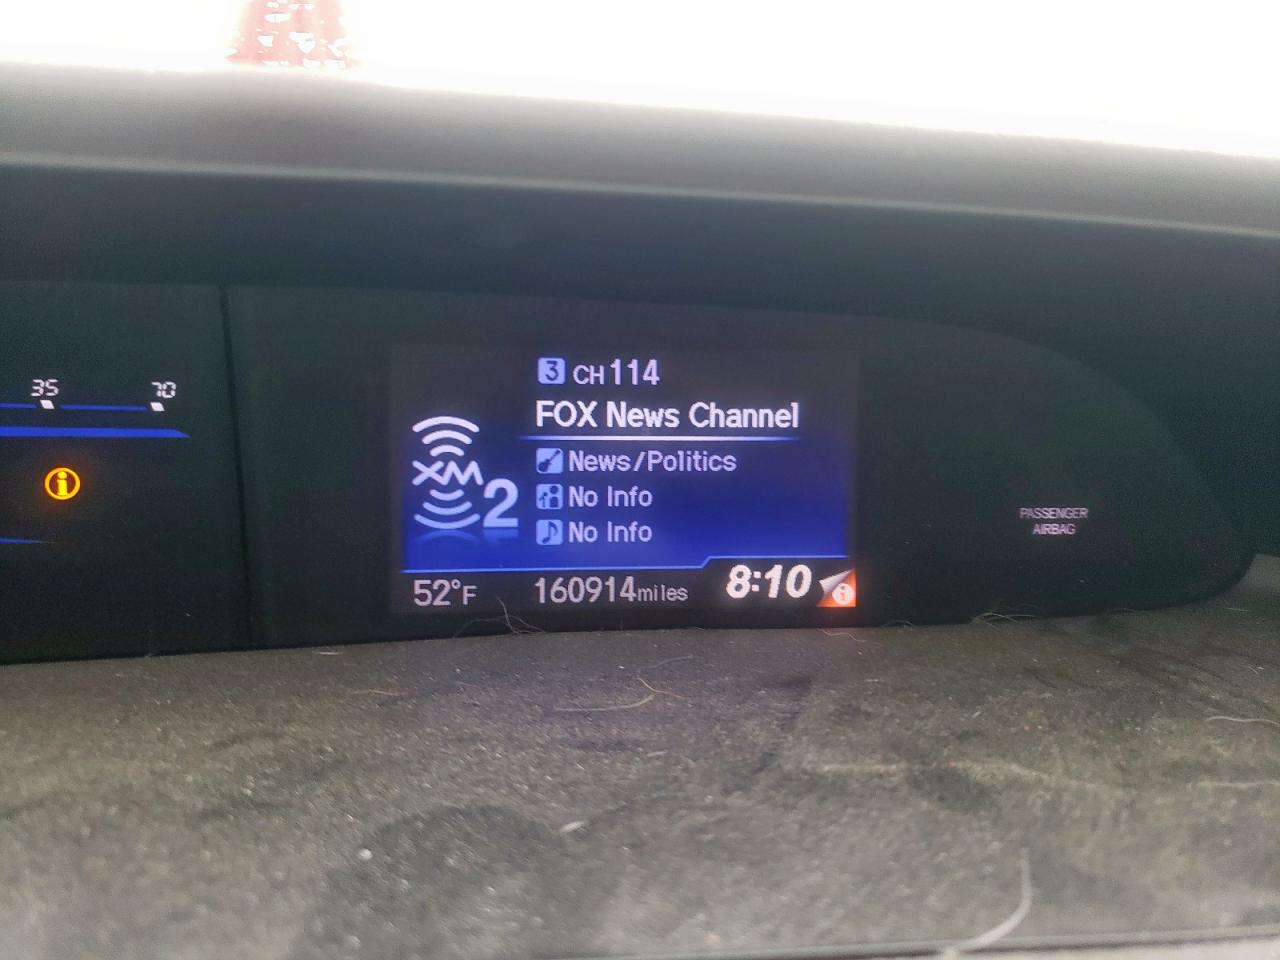 35 70
3 CH 114
FOX News Channel
XM 2
News/Politics
No Info
No Info
PASSENGER
AIRBAG
52°F 160914miles 8:10